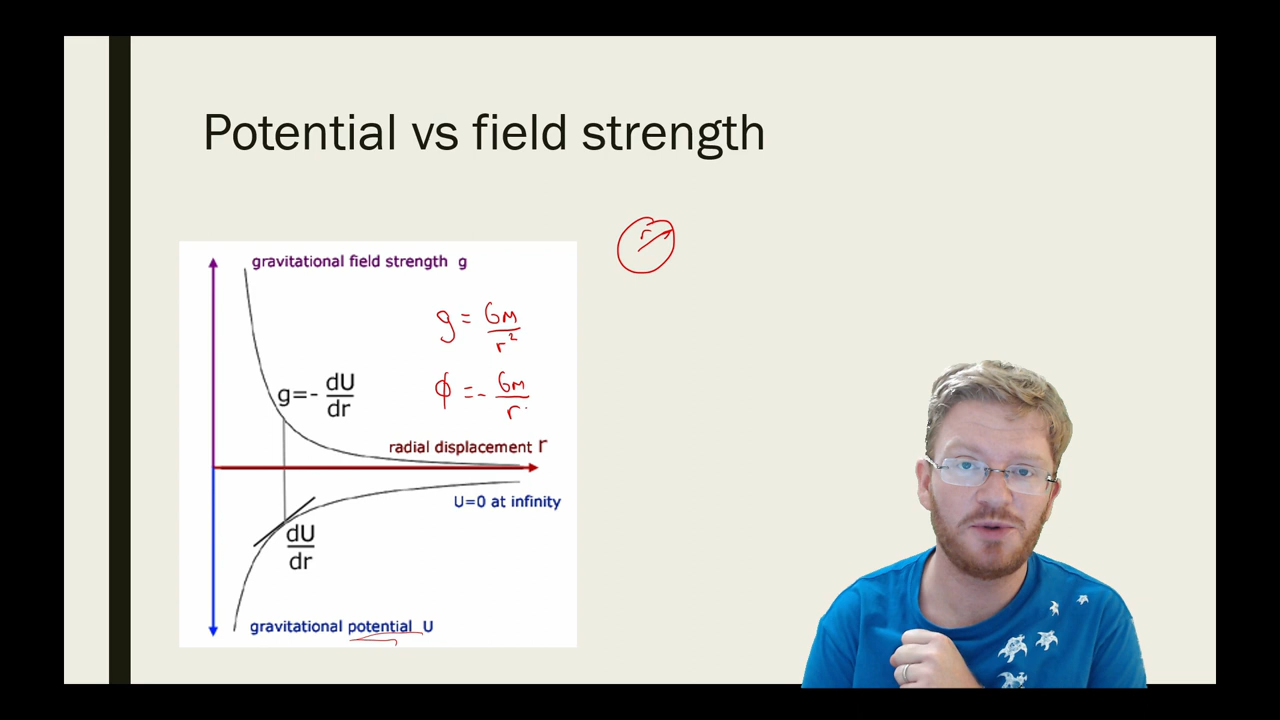 Potential vs field strength
r
gravitational field strength g
g = GM
r²
g=- dU
dr
ϕ = - GM
r
radial displacement r
U=0 at infinity
dU
dr
gravitational potential U